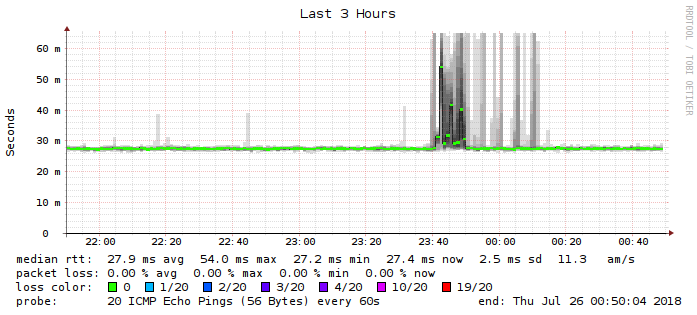 Last 3 Hours
RRDTOOL / TOBI OETIKER
Seconds
60 m
50 m
40 m
30 m
20 m
10 m
0
22:00 22:20 22:40 23:00 23:20 23:40 00:00 00:20 00:40
median rtt: 27.9 ms avg 54.0 ms max 27.2 ms min 27.4 ms now 2.5 ms sd 11.3 am/s
packet loss: 0.00 % avg 0.00 % max 0.00 % min 0.00 % now
loss color: 0 1/20 2/20 3/20 4/20 10/20 19/20
probe: 20 ICMP Echo Pings (56 Bytes) every 60s end: Thu Jul 26 00:50:04 2018